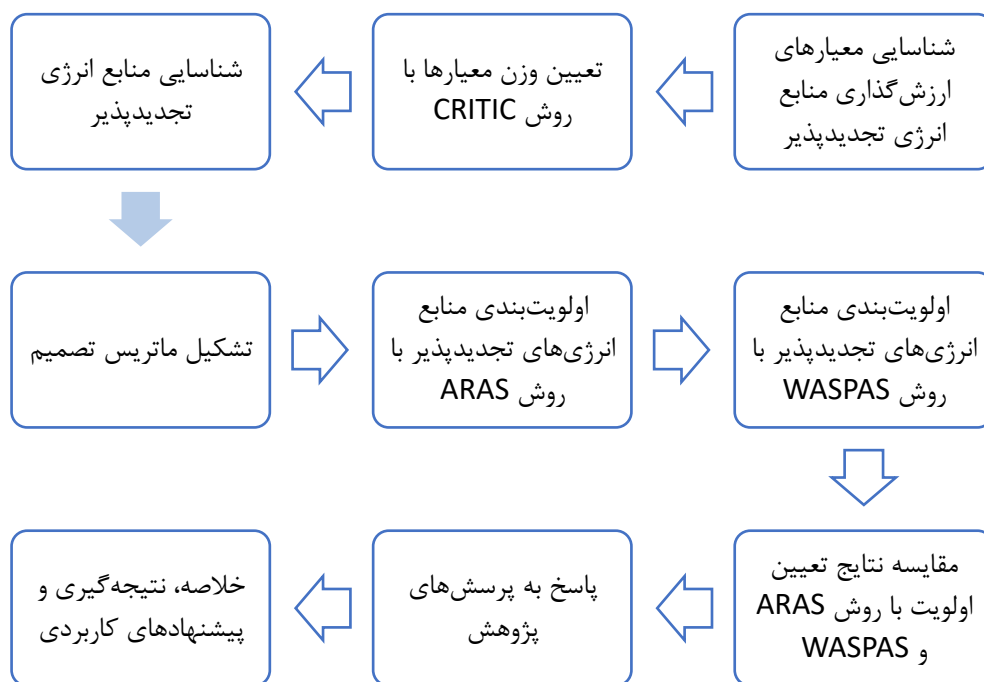 شناسایی معیارهای
ارزش‌گذاری منابع
انرژی تجدیدپذیر
تعیین وزن معیارها با
روش CRITIC
شناسایی منابع انرژی
تجدیدپذیر
تشکیل ماتریس تصمیم
اولویت‌بندی منابع
انرژی‌های تجدیدپذیر با
روش ARAS
اولویت‌بندی منابع
انرژی‌های تجدیدپذیر با
روش WASPAS
مقایسه نتایج تعیین
اولویت با روش ARAS
و WASPAS
پاسخ به پرسش‌های
پژوهش
خلاصه، نتیجه‌گیری و
پیشنهادهای کاربردی